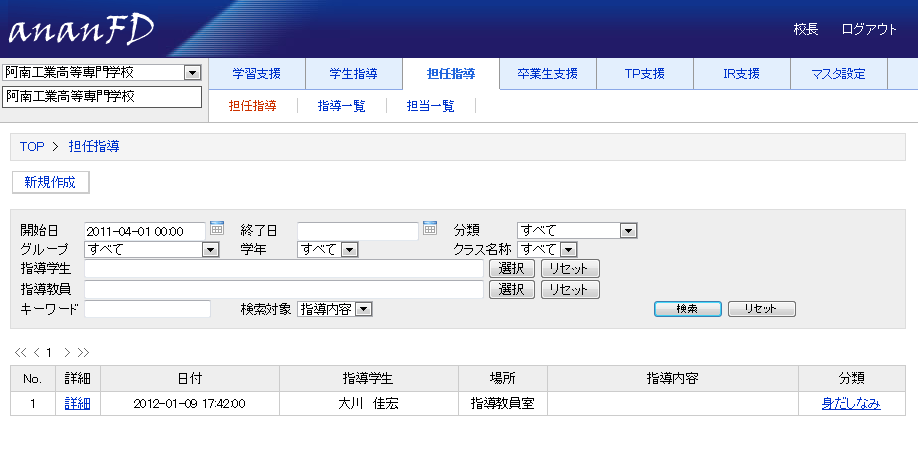 ananFD
校長 ログアウト
阿南工業高等専門学校
阿南工業高等専門学校
学習支援 学生指導 担任指導 卒業生支援 TP支援 IR支援 マスタ設定
担任指導 指導一覧 担当一覧
TOP > 担任指導
新規作成
開始日 2011-04-01 00:00 終了日 分類 すべて
グループ すべて 学年 すべて クラス名称 すべて
指導学生 選択 リセット
指導教員 選択 リセット
キーワード 検索対象 指導内容 検索 リセット
<< < 1 > >>
No. 詳細 日付 指導学生 場所 指導内容 分類
1 詳細 2012-01-09 17:42:00 大川 佳宏 指導教員室 身だしなみ